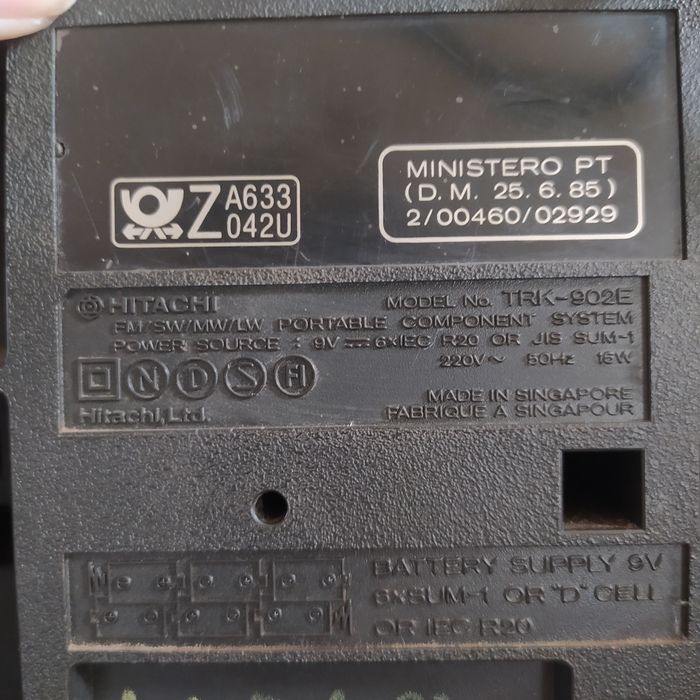 Z A633
042U
MINISTERO PT
(D. M. 25. 6. 85)
2/00460/02929
HITACHI MODEL No. TRK-902E
FM/SW/MW/LW PORTABLE COMPONENT SYSTEM
POWER SOURCE : 9V ⎓ 6×IEC R20 OR JIS SUM-1
220V~ 50Hz 16W
N D S FI
MADE IN SINGAPORE
Hitachi, Ltd. FABRIQUE A SINGAPOUR
BATTERY SUPPLY 9V
6×SUM-1 OR "D" CELL
OR IEC R20